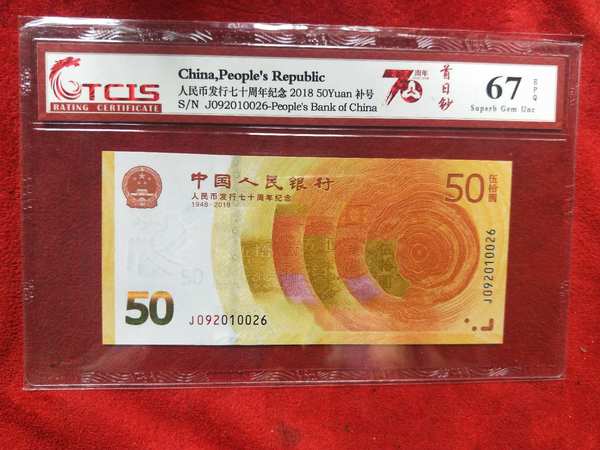 TCIS
RATING CERTIFICATE
China,People's Republic
人民币发行七十周年纪念 2018 50Yuan 补号
S/N J092010026-People's Bank of China
70
周年
首日钞
67
EPQ
Superb Gem Unc
中国人民银行
人民币发行七十周年纪念
1948-2018
50
伍拾圆
50
50
J092010026
J092010026